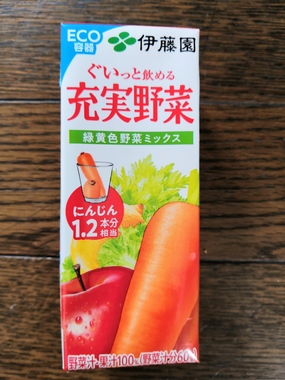 ECO
容器
伊藤園
ぐいっと飲める
充実野菜
緑黄色野菜ミックス
にんじん
1.2本分
相当
野菜汁・果汁100%(野菜汁分60%)